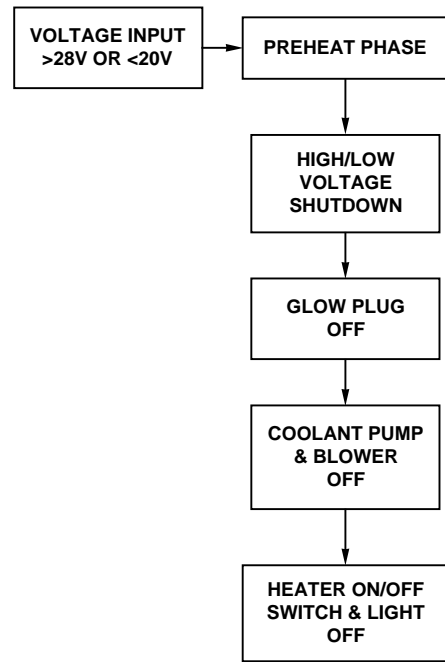 VOLTAGE INPUT
>28V OR <20V
PREHEAT PHASE
HIGH/LOW
VOLTAGE
SHUTDOWN
GLOW PLUG
OFF
COOLANT PUMP
& BLOWER
OFF
HEATER ON/OFF
SWITCH & LIGHT
OFF